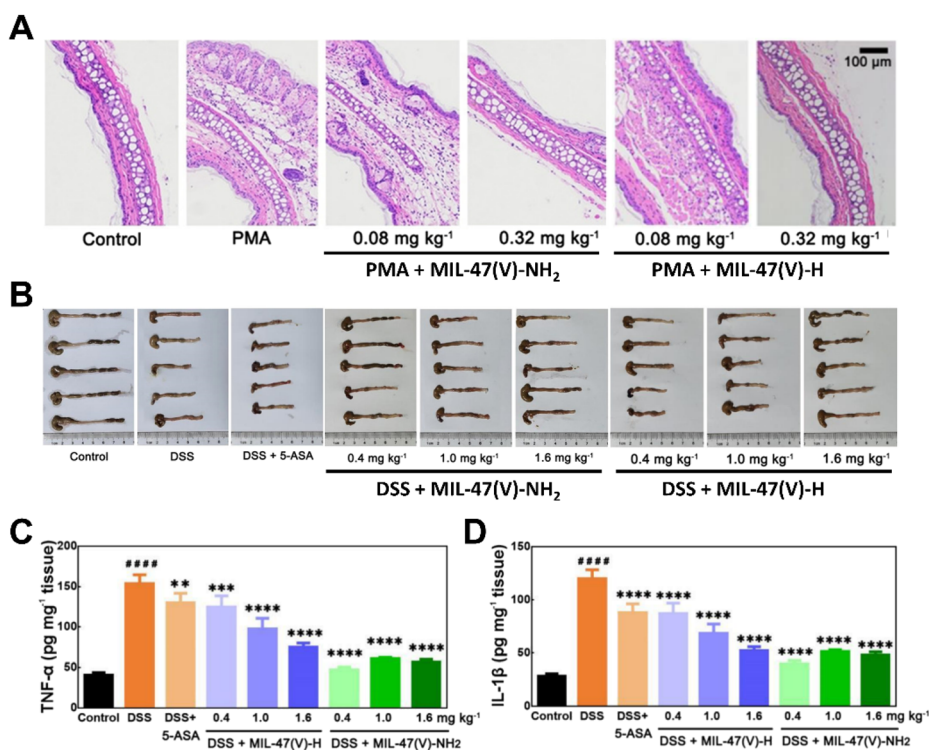 A
100 μm
Control PMA 0.08 mg kg⁻¹ 0.32 mg kg⁻¹ 0.08 mg kg⁻¹ 0.32 mg kg⁻¹
PMA + MIL-47(V)-NH₂ PMA + MIL-47(V)-H
B
Control DSS DSS + 5-ASA 0.4 mg kg⁻¹ 1.0 mg kg⁻¹ 1.6 mg kg⁻¹ 0.4 mg kg⁻¹ 1.0 mg kg⁻¹ 1.6 mg kg⁻¹
DSS + MIL-47(V)-NH₂ DSS + MIL-47(V)-H
C
TNF-α (pg mg⁻¹ tissue)
200
150
100
50
0
#### ** *** **** **** **** **** ****
Control DSS DSS+ 0.4 1.0 1.6 0.4 1.0 1.6 mg kg⁻¹
5-ASA DSS + MIL-47(V)-H DSS + MIL-47(V)-NH₂
D
IL-1β (pg mg⁻¹ tissue)
150
100
50
0
#### **** **** **** **** **** **** ****
Control DSS DSS+ 0.4 1.0 1.6 0.4 1.0 1.6 mg kg⁻¹
5-ASA DSS + MIL-47(V)-H DSS + MIL-47(V)-NH₂